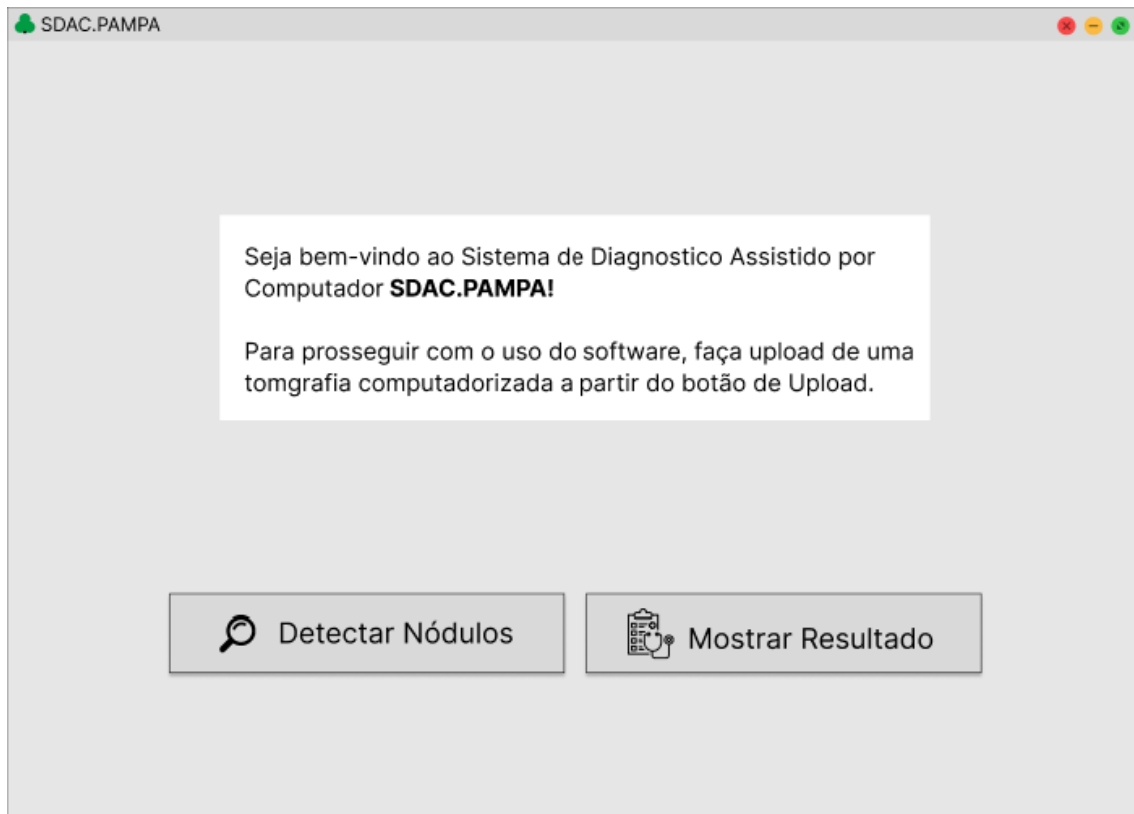 SDAC.PAMPA
Seja bem-vindo ao Sistema de Diagnostico Assistido por
Computador SDAC.PAMPA!
Para prosseguir com o uso do software, faça upload de uma
tomgrafia computadorizada a partir do botão de Upload.
Detectar Nódulos
Mostrar Resultado